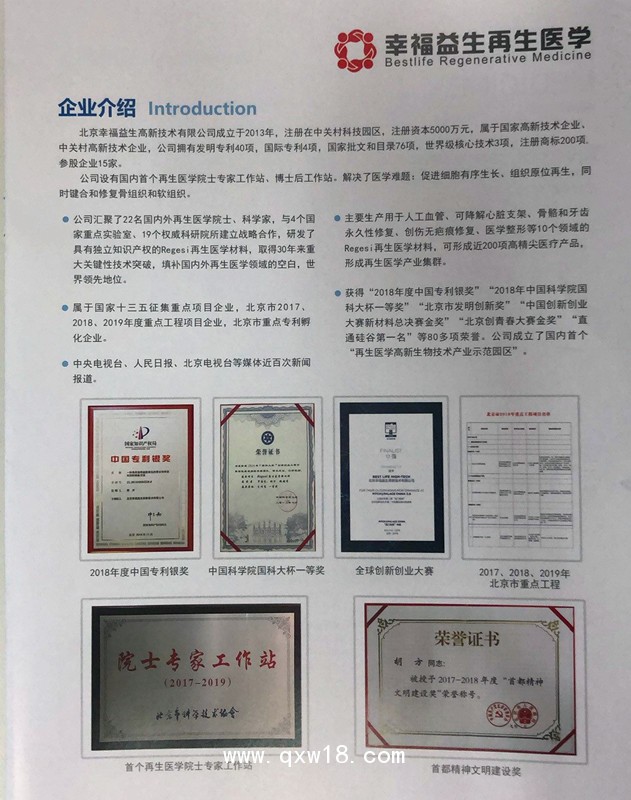 幸福益生再生医学
Bestlife Regenerative Medicine
企业介绍 Introduction
北京幸福益生高新技术有限公司成立于2013年，注册在中关村科技园区，注册资本5000万元，属于国家高新技术企业、
中关村高新技术企业，公司拥有发明专利40项，国际专利4项，国家批文和目录76项，世界级核心技术3项，注册商标200项，
参股企业15家。
公司设有国内首个再生医学院士专家工作站、博士后工作站。解决了医学难题：促进细胞有序生长、组织原位再生，同
时键合和修复骨组织和软组织。
公司汇聚了22名国内外再生医学院士、科学家，与4个国
家重点实验室、19个权威科研院所建立战略合作，研发了
具有独立知识产权的Regesi再生医学材料，取得30年来重
大关键性技术突破，填补国内外再生医学领域的空白，世
界领先地位。
属于国家十三五征集重点项目企业，北京市2017、
2018、2019年度重点工程项目企业，北京市重点专利孵
化企业。
中央电视台、人民日报、北京电视台等媒体近百次新闻
报道。
主要生产用于人工血管、可降解心脏支架、骨骼和牙齿
永久性修复、创伤无疤痕修复、医学整形等10个领域的
Regesi再生医学材料，可形成近200项高精尖医疗产品，
形成再生医学产业集群。
获得“2018年度中国专利银奖”“2018年中国科学院国
科大杯一等奖”“北京市发明创新奖”“中国创新创业
大赛新材料总决赛金奖”“北京创青春大赛金奖”“直
通硅谷第一名”等80多项荣誉。公司成立了国内首个
“再生医学高新生物技术产业示范园区”。
国家知识产权局
中国专利银奖
荣誉证书
FINALIST
BEST LIFE HIGH-TECH
2018年度中国专利银奖
中国科学院国科大杯一等奖
全球创新创业大赛
2017、2018、2019年
北京市重点工程
院士专家工作站
(2017-2019)
北京市科学技术协会
荣誉证书
胡 方 同志：
被授予2017-2018年度“首都精神
文明建设奖”荣誉称号。
www.qxw18.com
首个再生医学院士专家工作站
首都精神文明建设奖